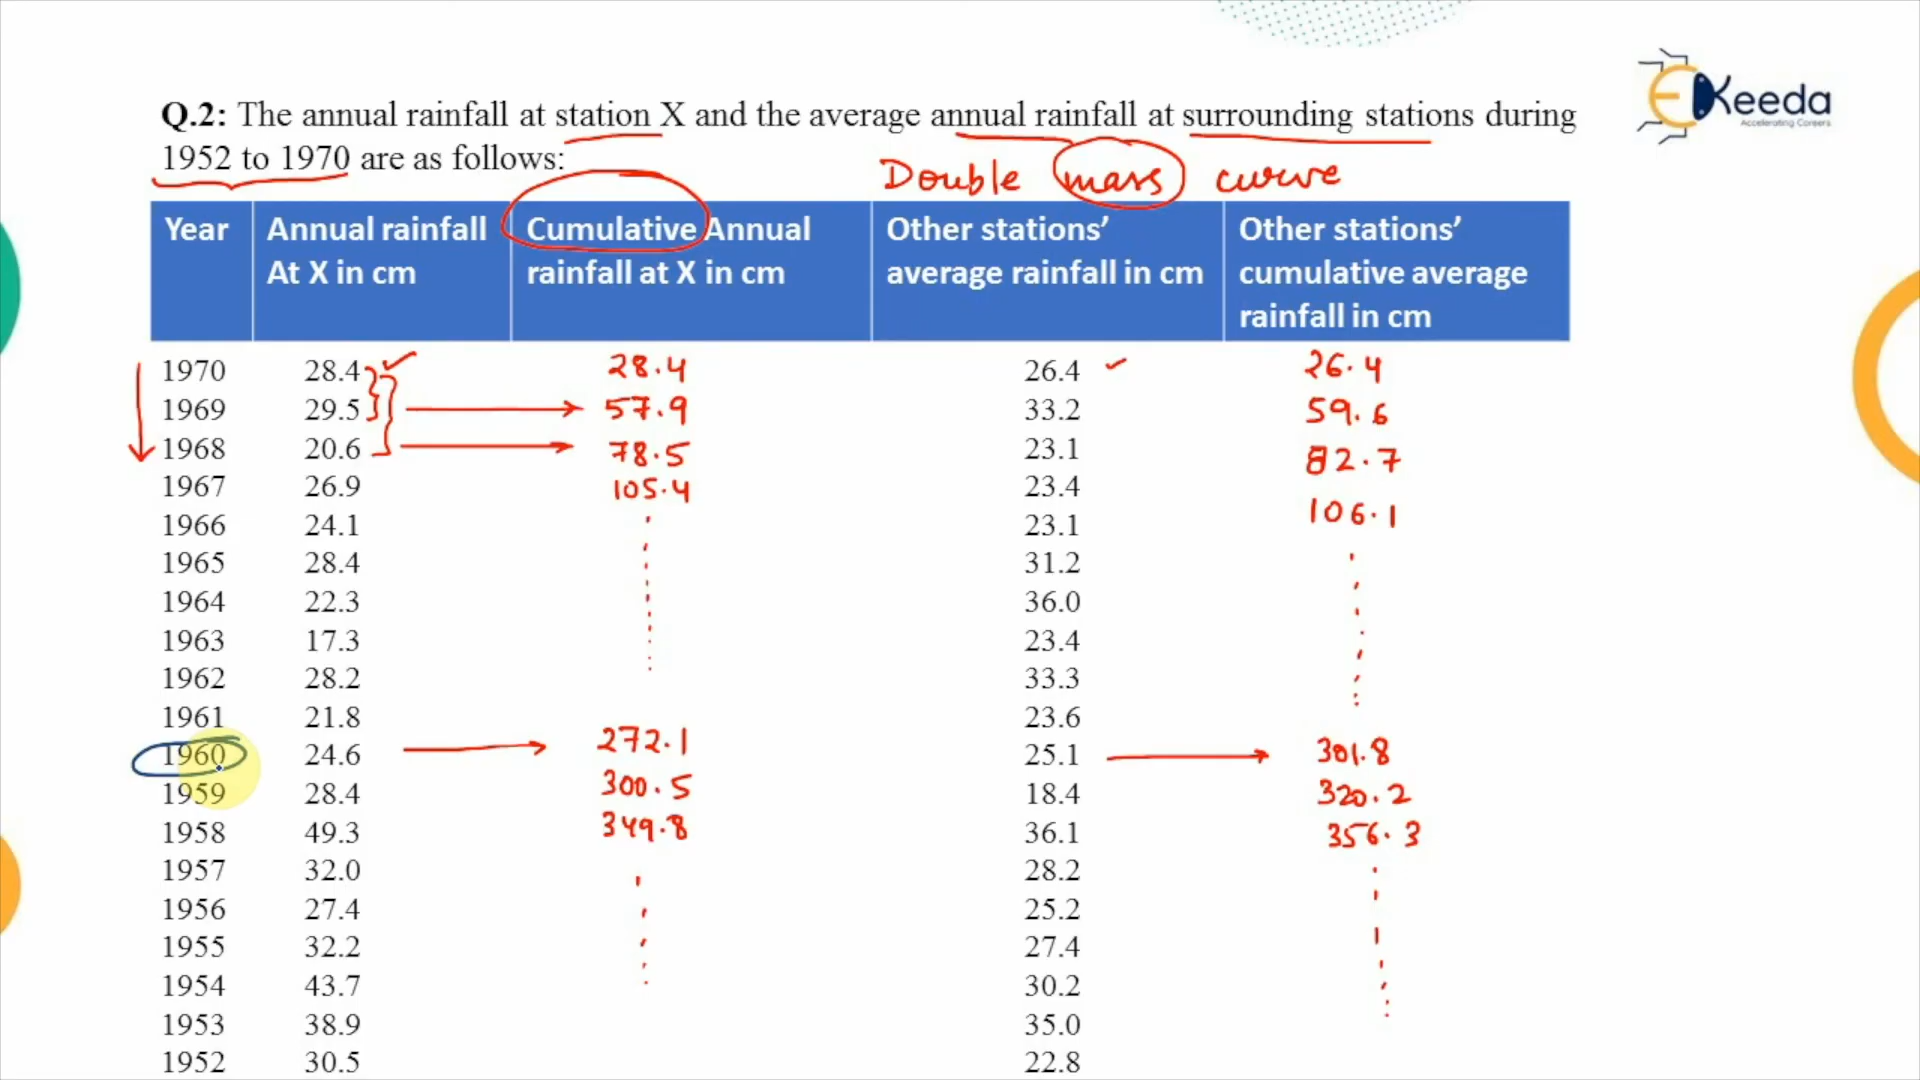 EKeeda
Accelerating Careers
Q.2: The annual rainfall at station X and the average annual rainfall at surrounding stations during
1952 to 1970 are as follows:
Double mass curve
Year Annual rainfall At X in cm Cumulative Annual rainfall at X in cm Other stations’ average rainfall in cm Other stations’ cumulative average rainfall in cm
1970 28.4 28.4 26.4 26.4
1969 29.5 57.9 33.2 59.6
1968 20.6 78.5 23.1 82.7
1967 26.9 105.4 23.4 106.1
1966 24.1 23.1
1965 28.4 31.2
1964 22.3 36.0
1963 17.3 23.4
1962 28.2 33.3
1961 21.8 23.6
1960 24.6 272.1 25.1 301.8
1959 28.4 300.5 18.4 320.2
1958 49.3 349.8 36.1 356.3
1957 32.0 28.2
1956 27.4 25.2
1955 32.2 27.4
1954 43.7 30.2
1953 38.9 35.0
1952 30.5 22.8